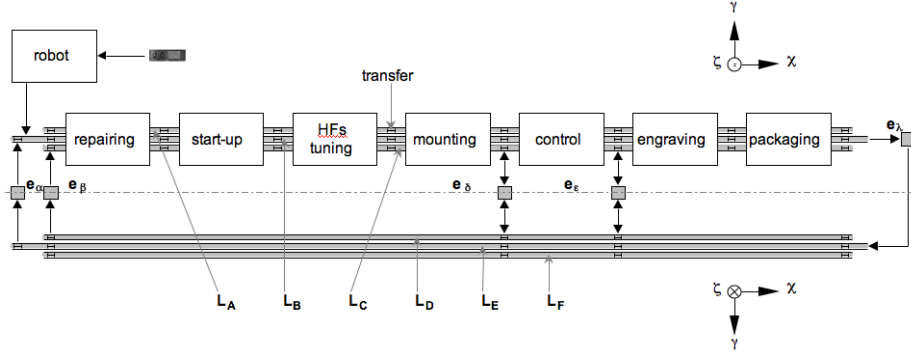 γ
robot
ζ
χ
transfer
repairing
start-up
HFs
tuning
mounting
control
engraving
packaging
eλ
eα
eβ
eδ
eε
LA
LB
LC
LD
LE
LF
ζ
χ
γ